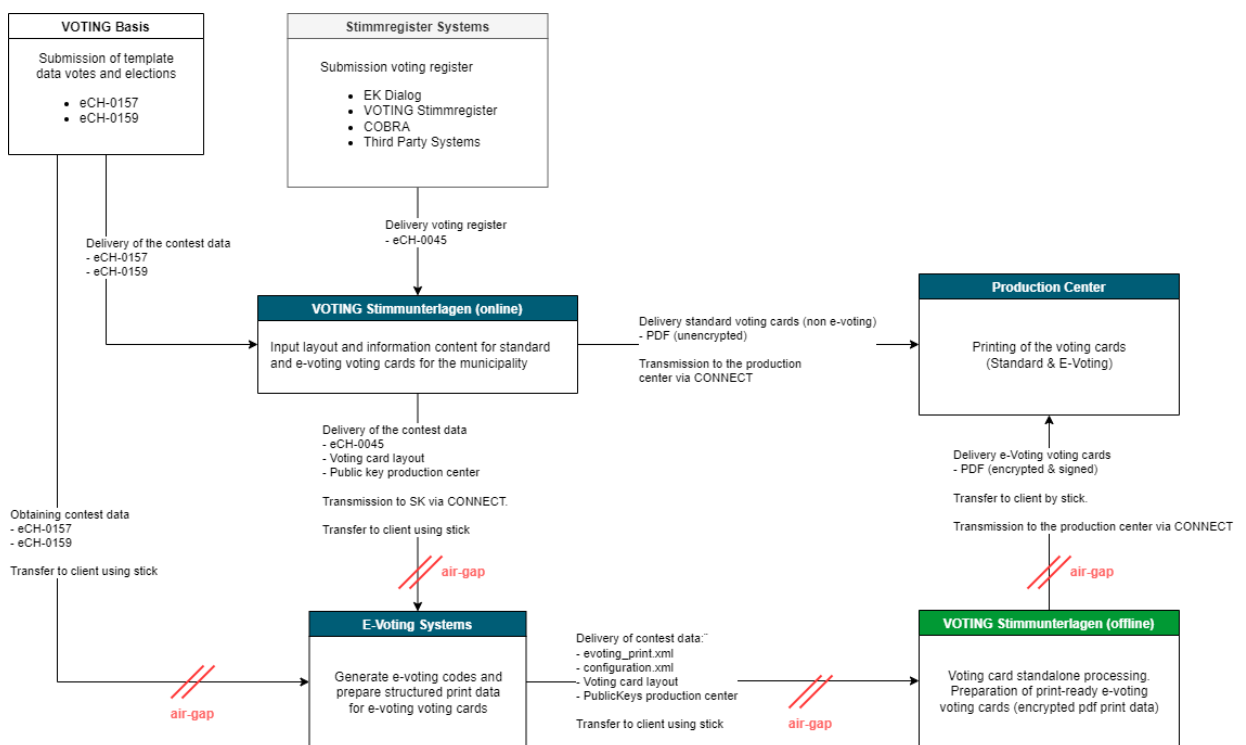 VOTING Basis
Submission of template
data votes and elections
• eCH-0157
• eCH-0159
Stimmregister Systems
Submission voting register
• EK Dialog
• VOTING Stimmregister
• COBRA
• Third Party Systems
Delivery voting register
- eCH-0045
Delivery of the contest data
- eCH-0157
- eCH-0159
VOTING Stimmunterlagen (online)
Input layout and information content for standard
and e-voting voting cards for the municipality
Delivery standard voting cards (non e-voting)
- PDF (unencrypted)
Transmission to the production
center via CONNECT
Production Center
Printing of the voting cards
(Standard & E-Voting)
Delivery of the contest data
- eCH-0045
- Voting card layout
- Public key production center
Transmission to SK via CONNECT.
Transfer to client using stick
air-gap
Delivery e-Voting voting cards
- PDF (encrypted & signed)
Transfer to client by stick.
Transmission to the production center via CONNECT
air-gap
Obtaining contest data
- eCH-0157
- eCH-0159
Transfer to client using stick
air-gap
E-Voting Systems
Generate e-voting codes and
prepare structured print data
for e-voting voting cards
Delivery of contest data:¨
- evoting_print.xml
- configuration.xml
- Voting card layout
- PublicKeys production center
Transfer to client using stick
air-gap
VOTING Stimmunterlagen (offline)
Voting card standalone processing.
Preparation of print-ready e-voting
voting cards (encrypted pdf print data)